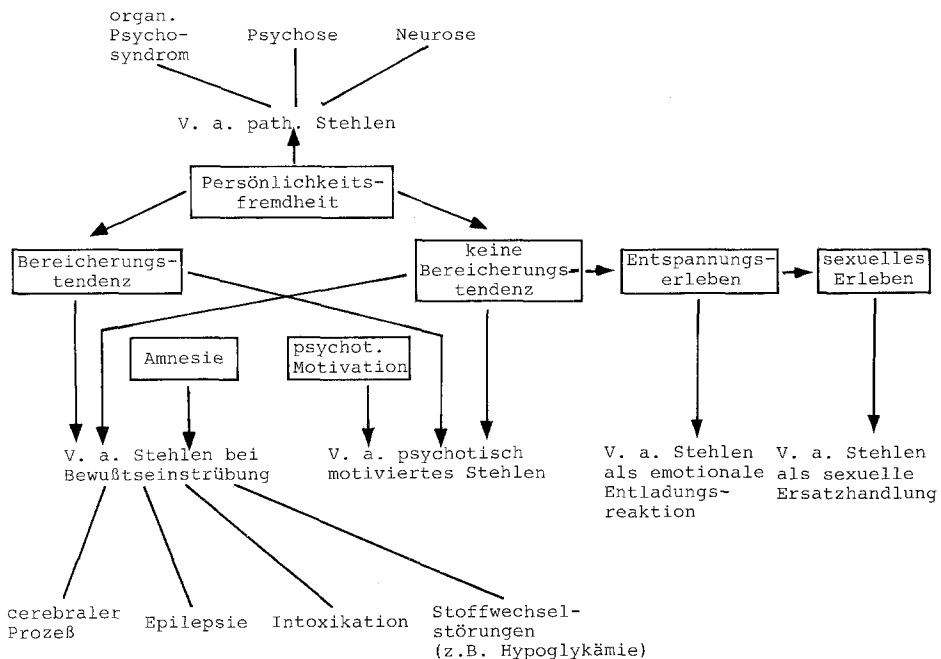 organ.
Psycho-
syndrom
Psychose
Neurose
V. a. path. Stehlen
Persönlichkeits-
fremdheit
Bereicherungs-
tendenz
keine
Bereicherungs-
tendenz
Entspannungs-
erleben
sexuelles
Erleben
Amnesie
psychot.
Motivation
V. a. Stehlen bei
Bewußtseinstrübung
V. a. psychotisch
motiviertes Stehlen
V. a. Stehlen
als emotionale
Entladungs-
reaktion
V. a. Stehlen
als sexuelle
Ersatzhandlung
cerebraler
Prozeß
Epilepsie
Intoxikation
Stoffwechsel-
störungen
(z.B. Hypoglykämie)